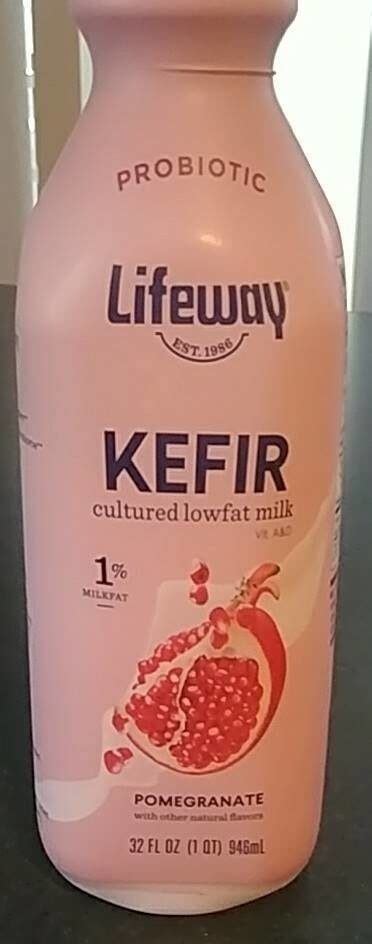 PROBIOTIC
Lifeway
EST. 1986
KEFIR
cultured lowfat milk
Vit. A&D
1%
MILKFAT
POMEGRANATE
with other natural flavors
32 FL OZ (1 QT) 946mL